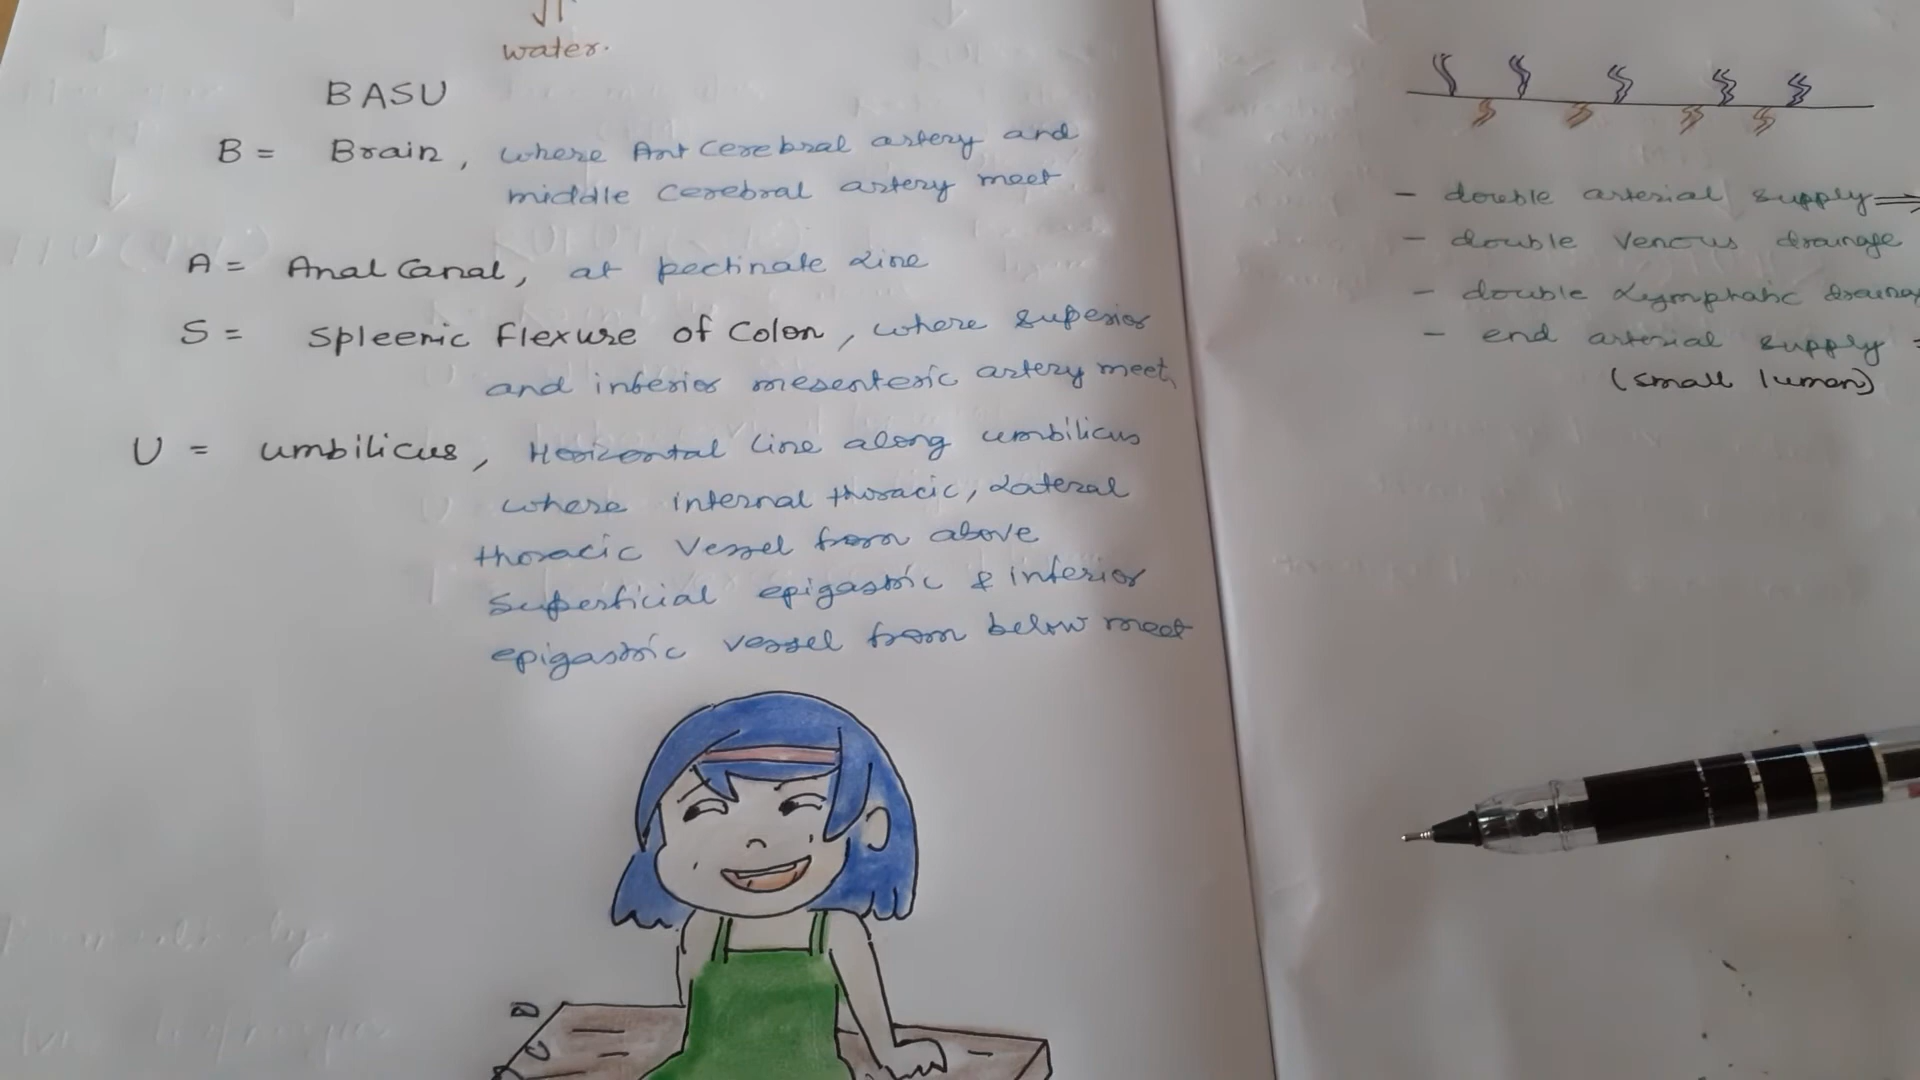 water.
BASU
B = Brain, where Ant cerebral artery and
middle cerebral artery meet
A = Anal Canal, at pectinate Line
S = Spleenic Flexure of Colon, where superior
and inferior mesenteric artery meet,
U = umbilicus, Horizontal line along umbilicus
where internal thoracic, Lateral
thoracic Vessel from above
Superficial epigastric & inferior
epigastric vessel from below meet
- double arterial supply
- double Venous drainage
- double Lymphatic
- end arterial supply
(small lumen)